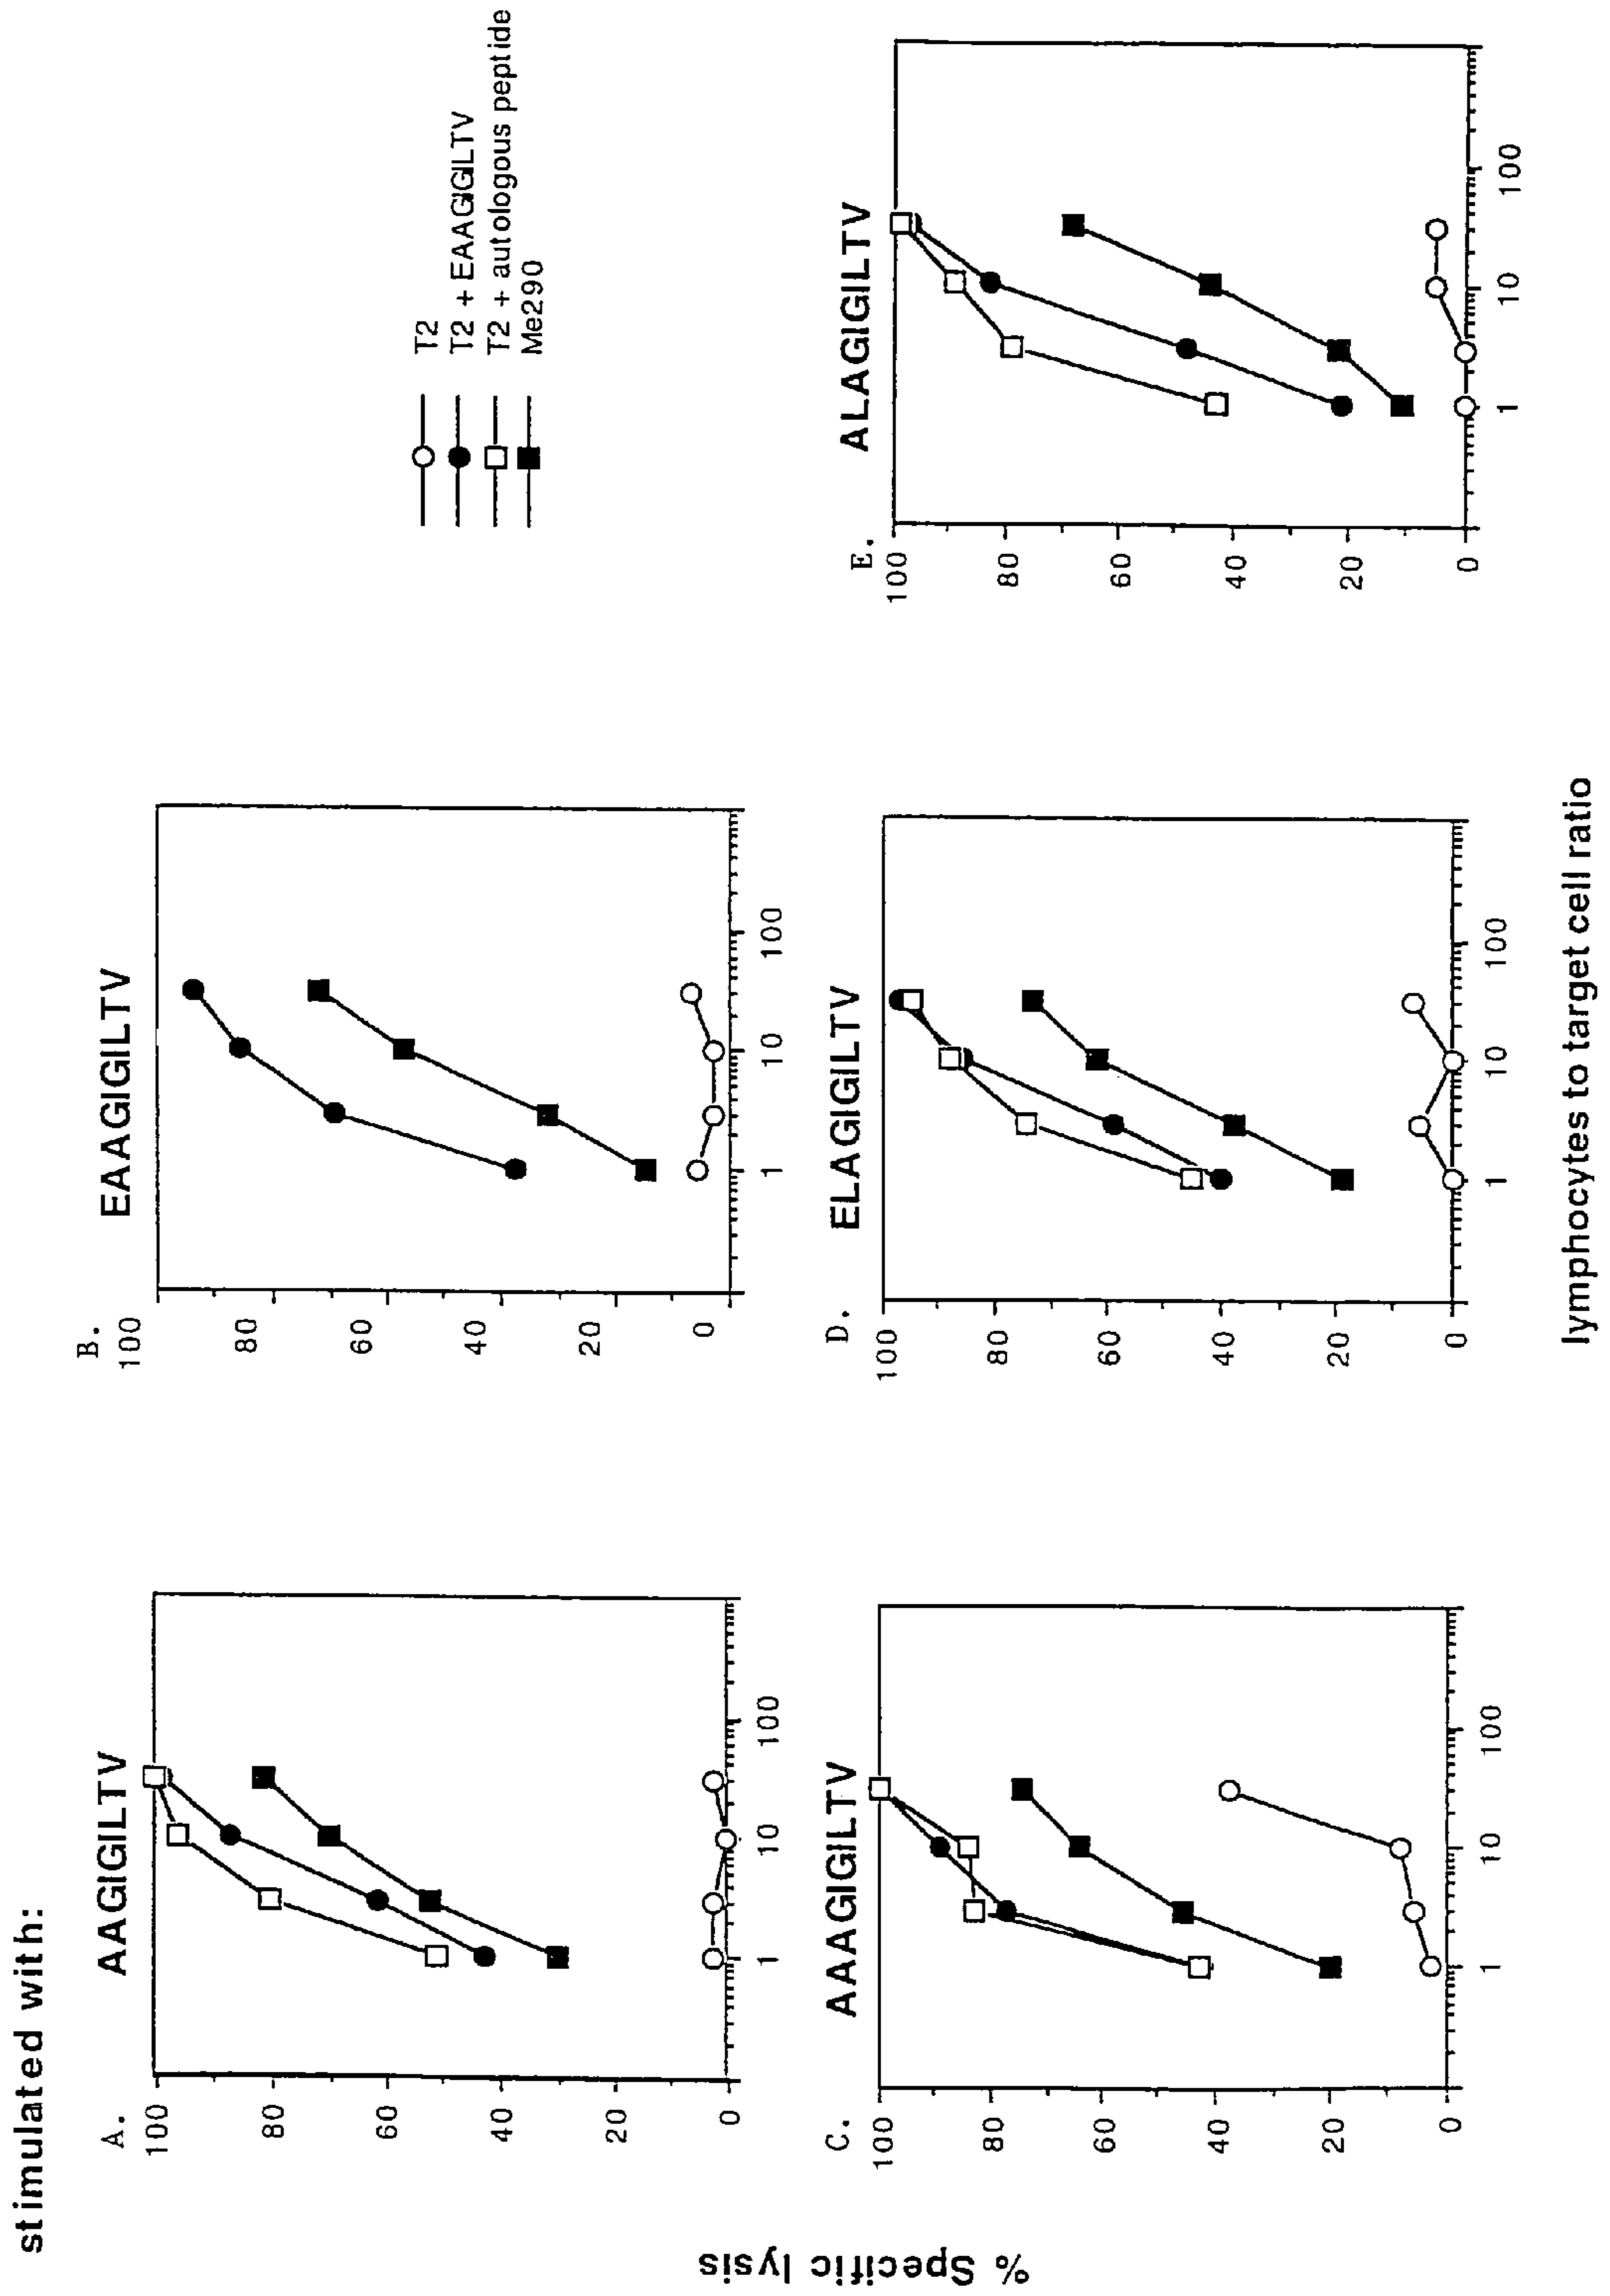 stimulated with:
A.
AAGIGILTV
100
80
60
40
20
0
1 10 100
B.
EAAGIGILTV
100
80
60
40
20
0
1 10 100
T2
T2 + EAAGIGILTV
T2 + autologous peptide
Me290
% Specific lysis
C.
AAAGIGILTV
100
80
60
40
20
0
1 10 100
D.
ELAGIGILTV
100
80
60
40
20
0
1 10 100
E.
ALAGIGILTV
100
80
60
40
20
0
1 10 100
lymphocytes to target cell ratio